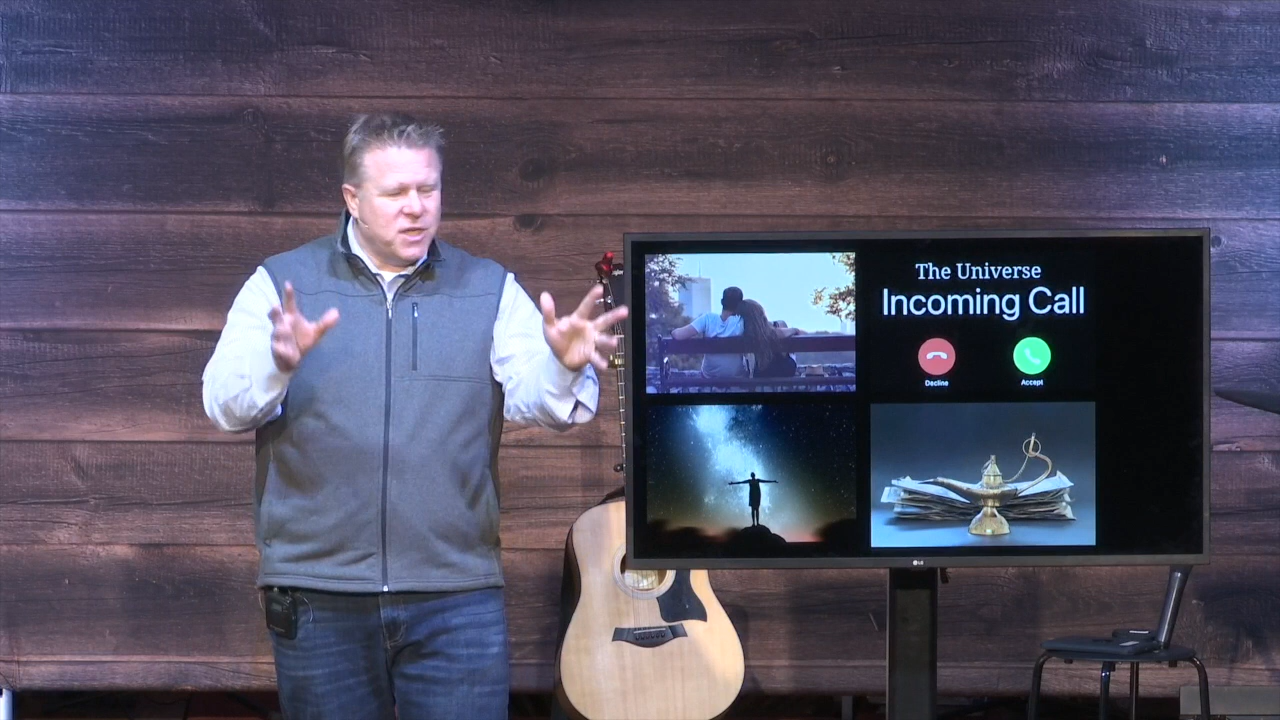 The Universe
Incoming Call
Decline
Accept
LG